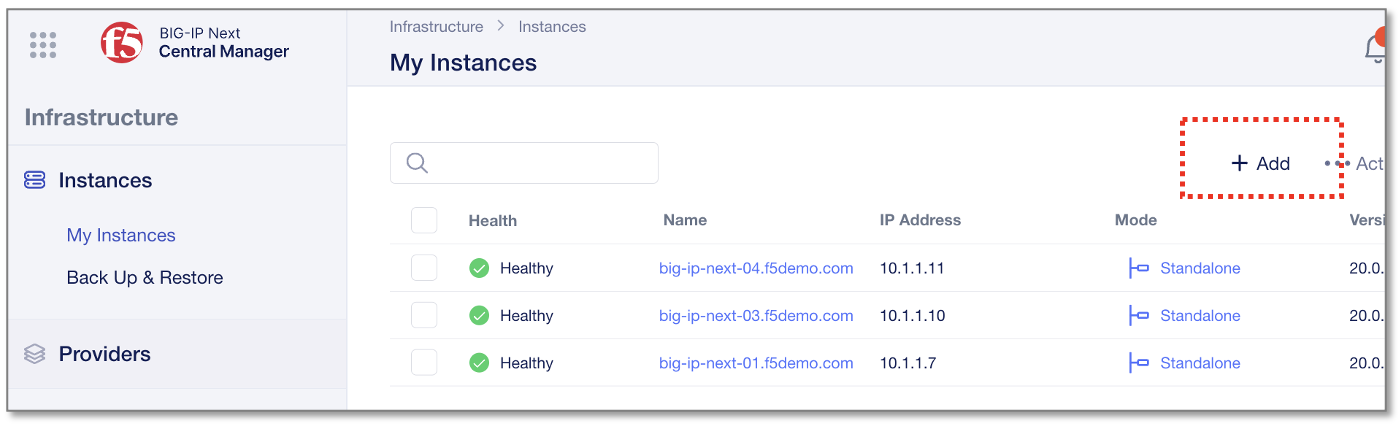 f5
BIG-IP Next
Central Manager
Infrastructure > Instances
My Instances
Infrastructure
Instances
My Instances
Back Up & Restore
Providers
+ Add
••• Act
Health Name IP Address Mode Versi
Healthy big-ip-next-04.f5demo.com 10.1.1.11 Standalone 20.0.
Healthy big-ip-next-03.f5demo.com 10.1.1.10 Standalone 20.0.
Healthy big-ip-next-01.f5demo.com 10.1.1.7 Standalone 20.0.